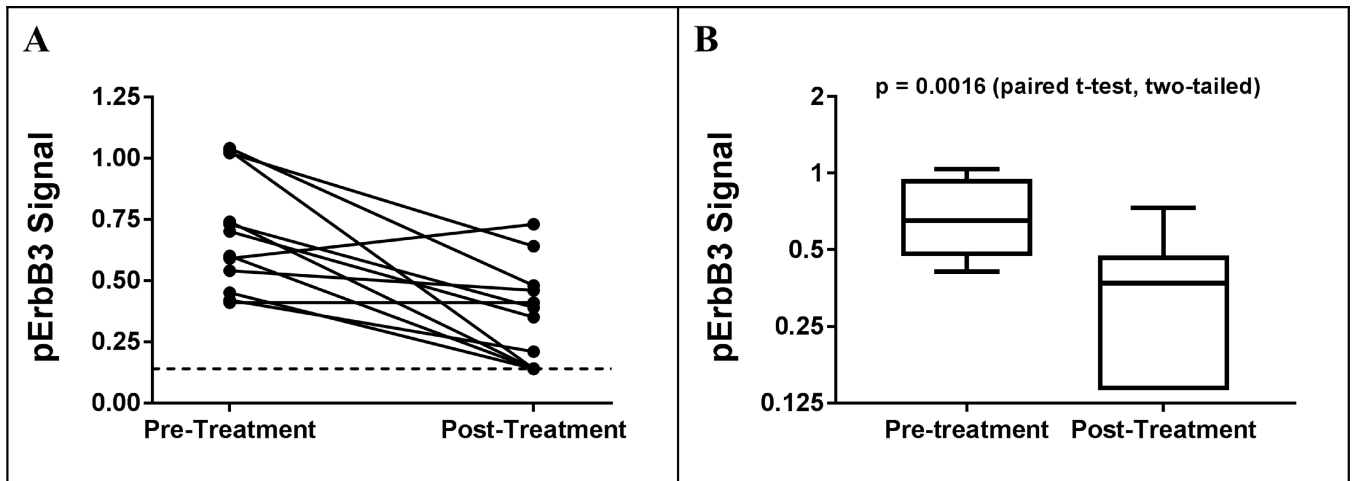 A
pErbB3 Signal
1.25
1.00
0.75
0.50
0.25
0.00
Pre-Treatment Post-Treatment
B
p = 0.0016 (paired t-test, two-tailed)
pErbB3 Signal
2
1
0.5
0.25
0.125
Pre-treatment Post-Treatment